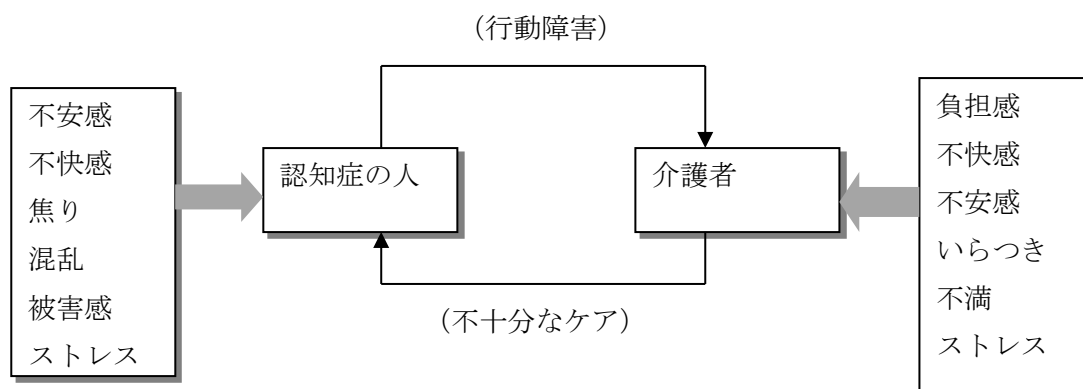 (行動障害)
不安感
不快感
焦り
混乱
被害感
ストレス
認知症の人
介護者
負担感
不快感
不安感
いらつき
不満
ストレス
(不十分なケア)